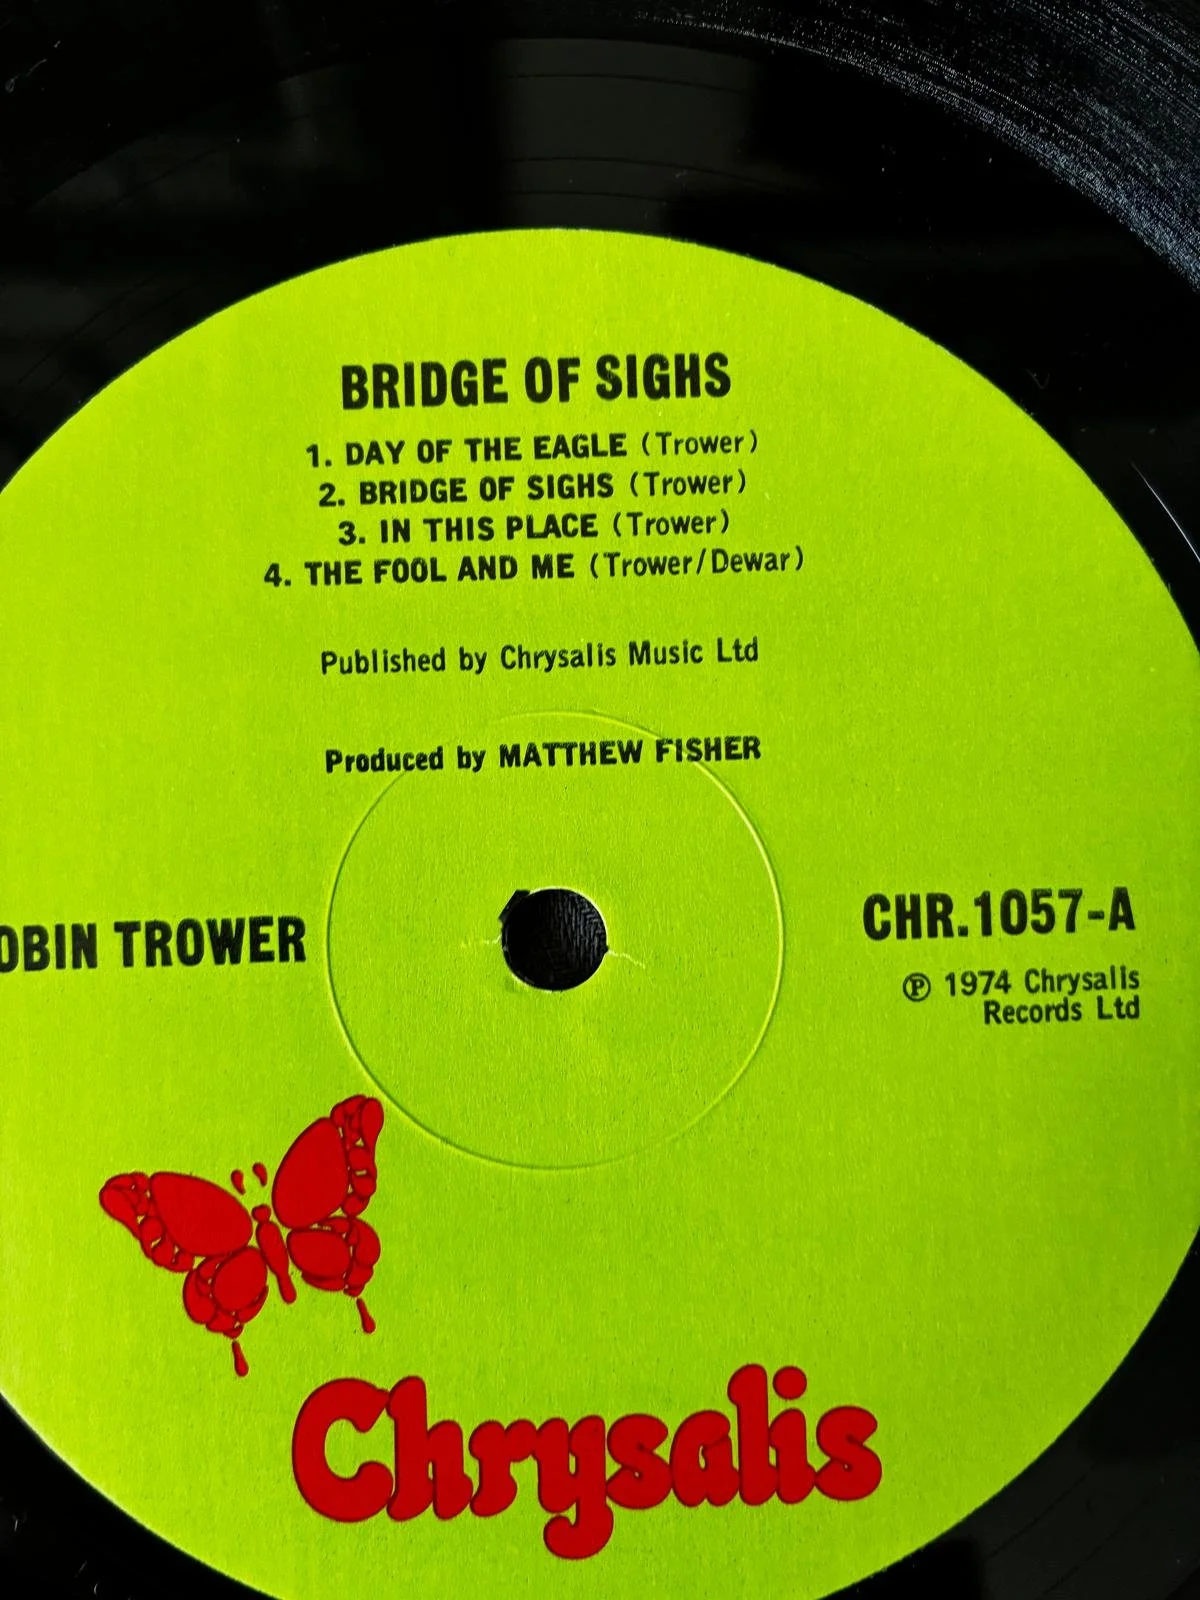 BRIDGE OF SIGHS
1. DAY OF THE EAGLE (Trower)
2. BRIDGE OF SIGHS (Trower)
3. IN THIS PLACE (Trower)
4. THE FOOL AND ME (Trower/Dewar)
Published by Chrysalis Music Ltd
Produced by MATTHEW FISHER
OBIN TROWER
CHR.1057-A
℗ 1974 Chrysalis
Records Ltd
Chrysalis